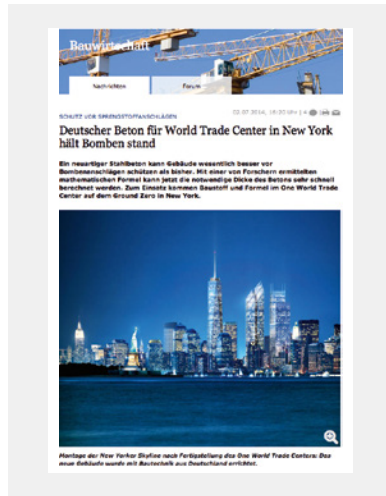 Bauwirtschaft
Nachrichten Forum
02.07.2014, 16:30 Uhr | 4
SCHUTZ VOR SPRENGSTOFFANSCHLÄGEN
Deutscher Beton für World Trade Center in New York
hält Bomben stand
Ein neuartiger Stahlbeton kann Gebäude wesentlich besser vor
Bombenanschlägen schützen als bisher. Mit einer von Forschern ermittelten
mathematischen Formel kann jetzt die notwendige Dicke des Betons sehr schnell
berechnet werden. Zum Einsatz kommen Baustoff und Formel im One World Trade
Center auf dem Ground Zero in New York.
Montage der New Yorker Skyline nach Fertigstellung des One World Trade Centers: Das
neue Gebäude wurde mit Bautechnik aus Deutschland errichtet.